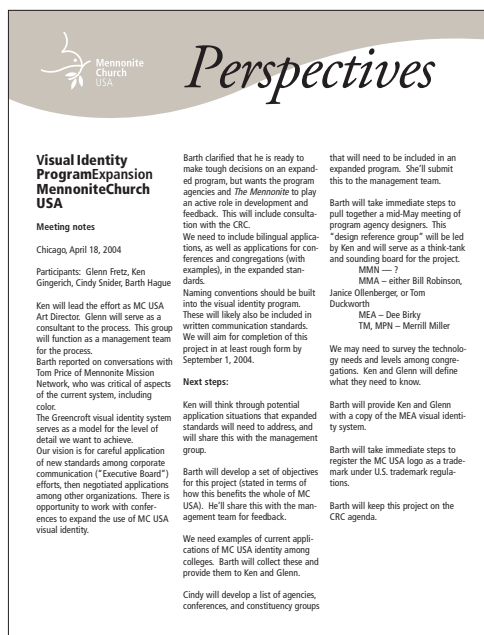 Mennonite
Church
USA
Perspectives
Visual Identity
ProgramExpansion
MennoniteChurch
USA
Meeting notes
Chicago, April 18, 2004
Participants:  Glenn Fretz, Ken
Gingerich, Cindy Snider, Barth Hague
Ken will lead the effort as MC USA
Art Director.  Glenn will serve as a
consultant to the process.  This group
will function as a management team
for the process.
Barth reported on conversations with
Tom Price of Mennonite Mission
Network, who was critical of aspects
of the current system, including
color.
The Greencroft visual identity system
serves as a model for the level of
detail we want to achieve.
Our vision is for careful application
of new standards among corporate
communication ("Executive Board")
efforts, then negotiated applications
among other organizations.  There is
opportunity to work with confer-
ences to expand the use of MC USA
visual identity.
Barth clarified that he is ready to
make tough decisions on an expand-
ed program, but wants the program
agencies and The Mennonite to play
an active role in development and
feedback.  This will include consulta-
tion with the CRC.
We need to include bilingual applica-
tions, as well as applications for con-
ferences and congregations (with
examples), in the expanded stan-
dards.
Naming conventions should be built
into the visual identity program.
These will likely also be included in
written communication standards.
We will aim for completion of this
project in at least rough form by
September 1, 2004.
Next steps:
Ken will think through potential
application situations that expanded
standards will need to address, and
will share this with the management
group.
Barth will develop a set of objectives
for this project (stated in terms of
how this benefits the whole of MC
USA).  He'll share this with the man-
agement team for feedback.
We need examples of current appli-
cations of MC USA identity among
colleges.  Barth will collect these and
provide them to Ken and Glenn.
Cindy will develop a list of agencies,
conferences, and constituency groups
that will need to be included in an
expanded program.  She'll submit
this to the management team.
Barth will take immediate steps to
pull together a mid-May meeting of
program agency designers.  This
"design reference group" will be led
by Ken and will serve as a think-tank
and sounding board for the project.
MMN — ?
MMA – either Bill Robinson,
Janice Ollenberger, or Tom
Duckworth
MEA – Dee Birky
TM, MPN – Merrill Miller
We may need to survey the technolo-
gy needs and levels among congre-
gations.  Ken and Glenn will define
what they need to know.
Barth will provide Ken and Glenn
with a copy of the MEA visual identi-
ty system.
Barth will take immediate steps to
register the MC USA logo as a trade-
mark under U.S. trademark regula-
tions.
Barth will keep this project on the
CRC agenda.